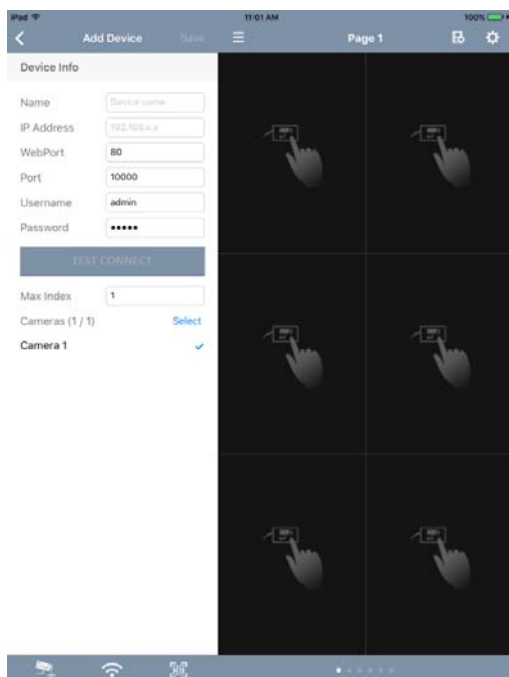 iPad 11:01 AM 100%
Add Device Save Page 1
Device Info
Name Device name
IP Address 192.168.x.x
WebPort 80
Port 10000
Username admin
Password •••••
TEST CONNECT
Max Index 1
Cameras (1 / 1) Select
Camera 1